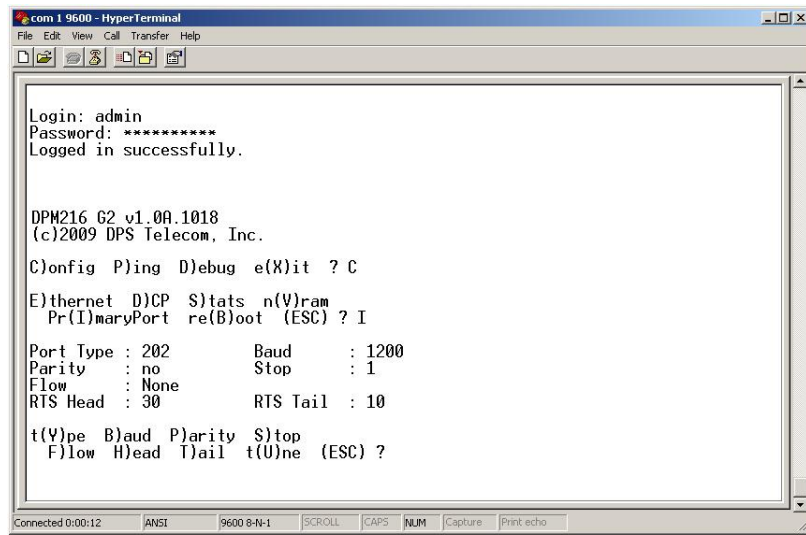 com 1 9600 - HyperTerminal
File Edit View Call Transfer Help
Login: admin
Password: **********
Logged in successfully.
DPM216 G2 v1.0A.1018
(c)2009 DPS Telecom, Inc.
C)onfig P)ing D)ebug e(X)it ? C
E)thernet D)CP S)tats n(V)ram
Pr(I)maryPort re(B)oot (ESC) ? I
Port Type : 202 Baud : 1200
Parity : no Stop : 1
Flow : None
RTS Head : 30 RTS Tail : 10
t(Y)pe B)aud P)arity S)top
F)low H)ead T)ail t(U)ne (ESC) ?
Connected 0:00:12 ANSI 9600 8-N-1 SCROLL CAPS NUM Capture Print echo